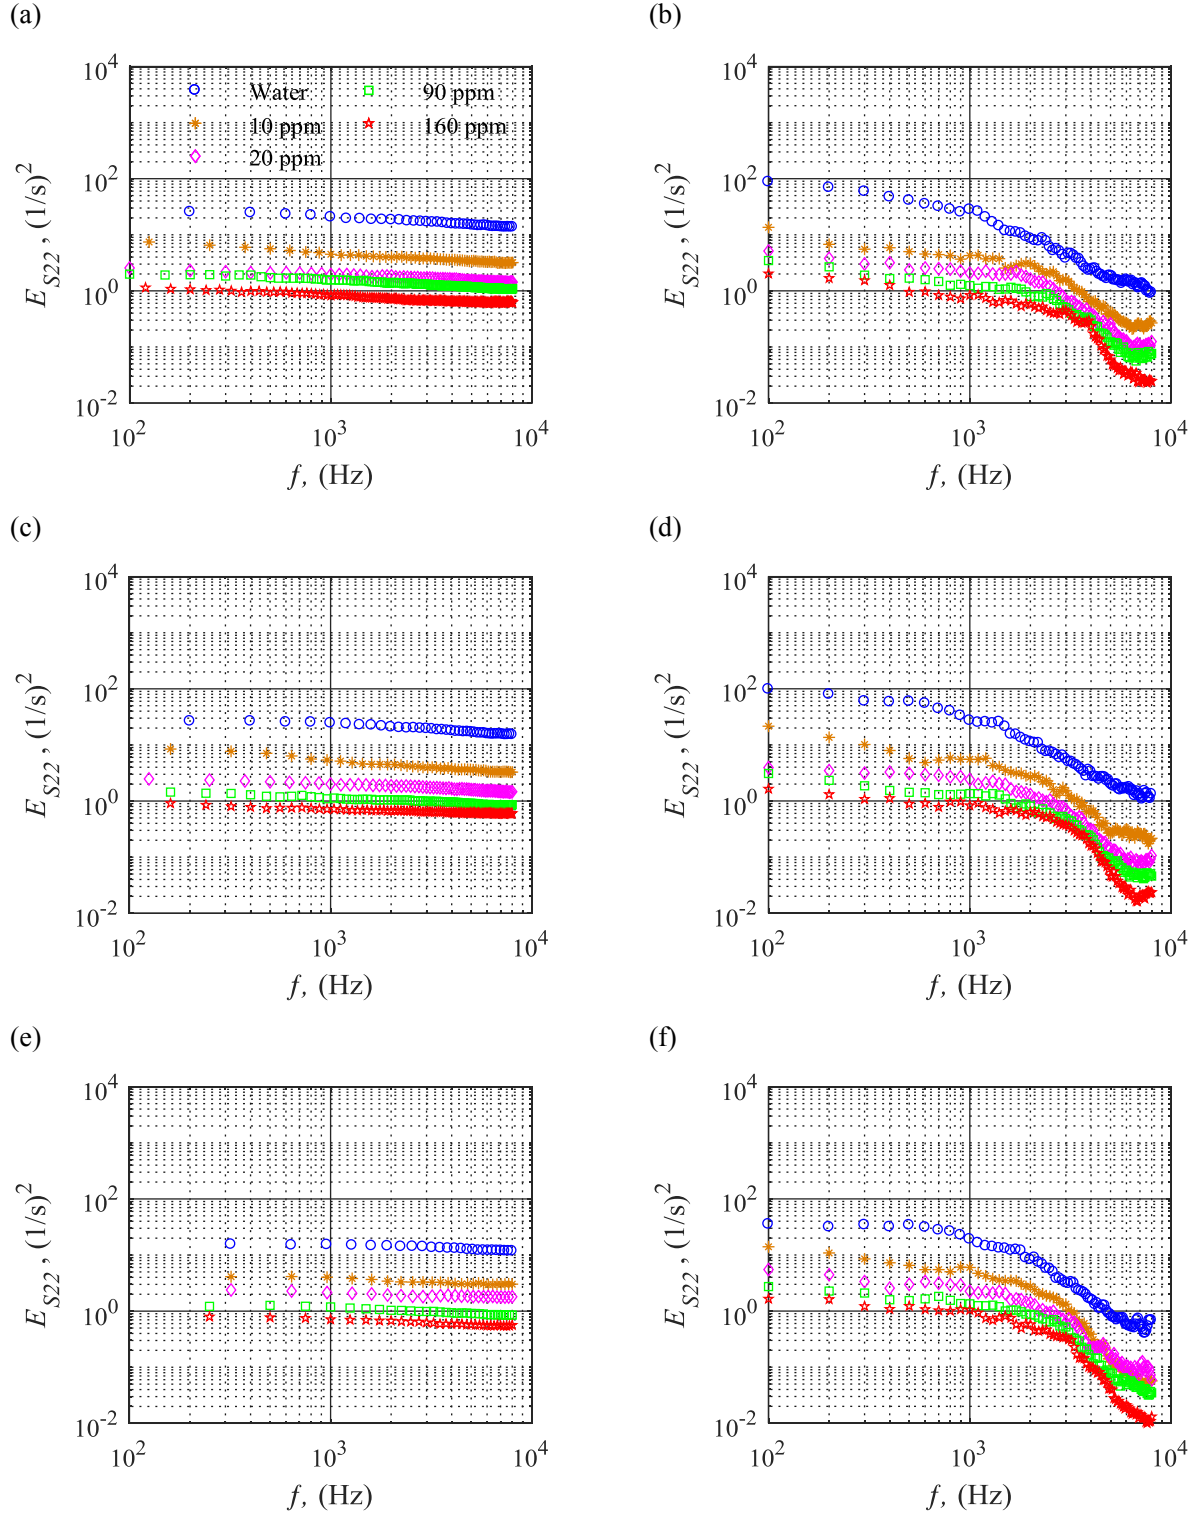 (a)
(b)
10^4
10^2
10^0
10^-2
E_S22, (1/s)^2
Water
90 ppm
10 ppm
160 ppm
20 ppm
10^2
10^3
10^4
f, (Hz)
10^4
10^2
10^0
10^-2
E_S22, (1/s)^2
10^2
10^3
10^4
f, (Hz)
(c)
(d)
10^4
10^2
10^0
10^-2
E_S22, (1/s)^2
10^2
10^3
10^4
f, (Hz)
10^4
10^2
10^0
10^-2
E_S22, (1/s)^2
10^2
10^3
10^4
f, (Hz)
(e)
(f)
10^4
10^2
10^0
10^-2
E_S22, (1/s)^2
10^2
10^3
10^4
f, (Hz)
10^4
10^2
10^0
10^-2
E_S22, (1/s)^2
10^2
10^3
10^4
f, (Hz)